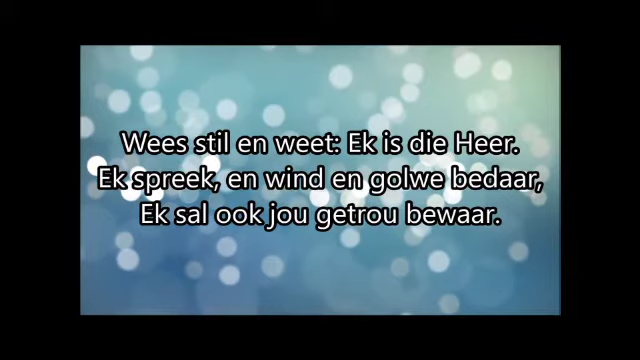 Wees stil en weet: Ek is die Heer.
Ek spreek, en wind en golwe bedaar,
Ek sal ook jou getrou bewaar.